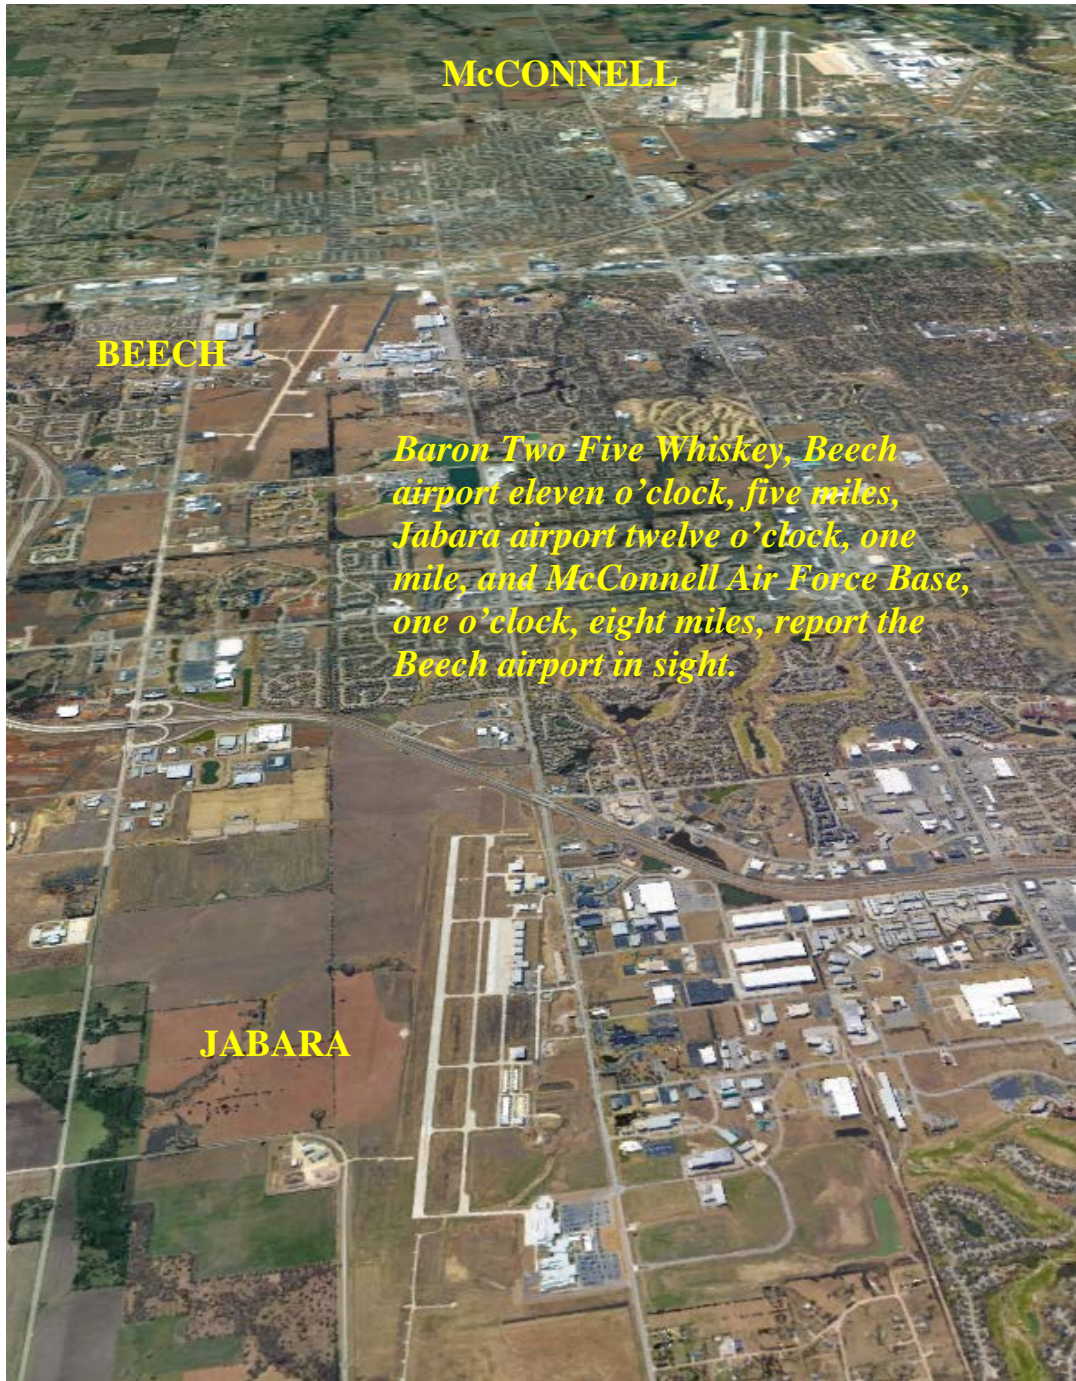 McCONNELL
BEECH
Baron Two Five Whiskey, Beech
airport eleven o’clock, five miles,
Jabara airport twelve o’clock, one
mile, and McConnell Air Force Base,
one o’clock, eight miles, report the
Beech airport in sight.
JABARA